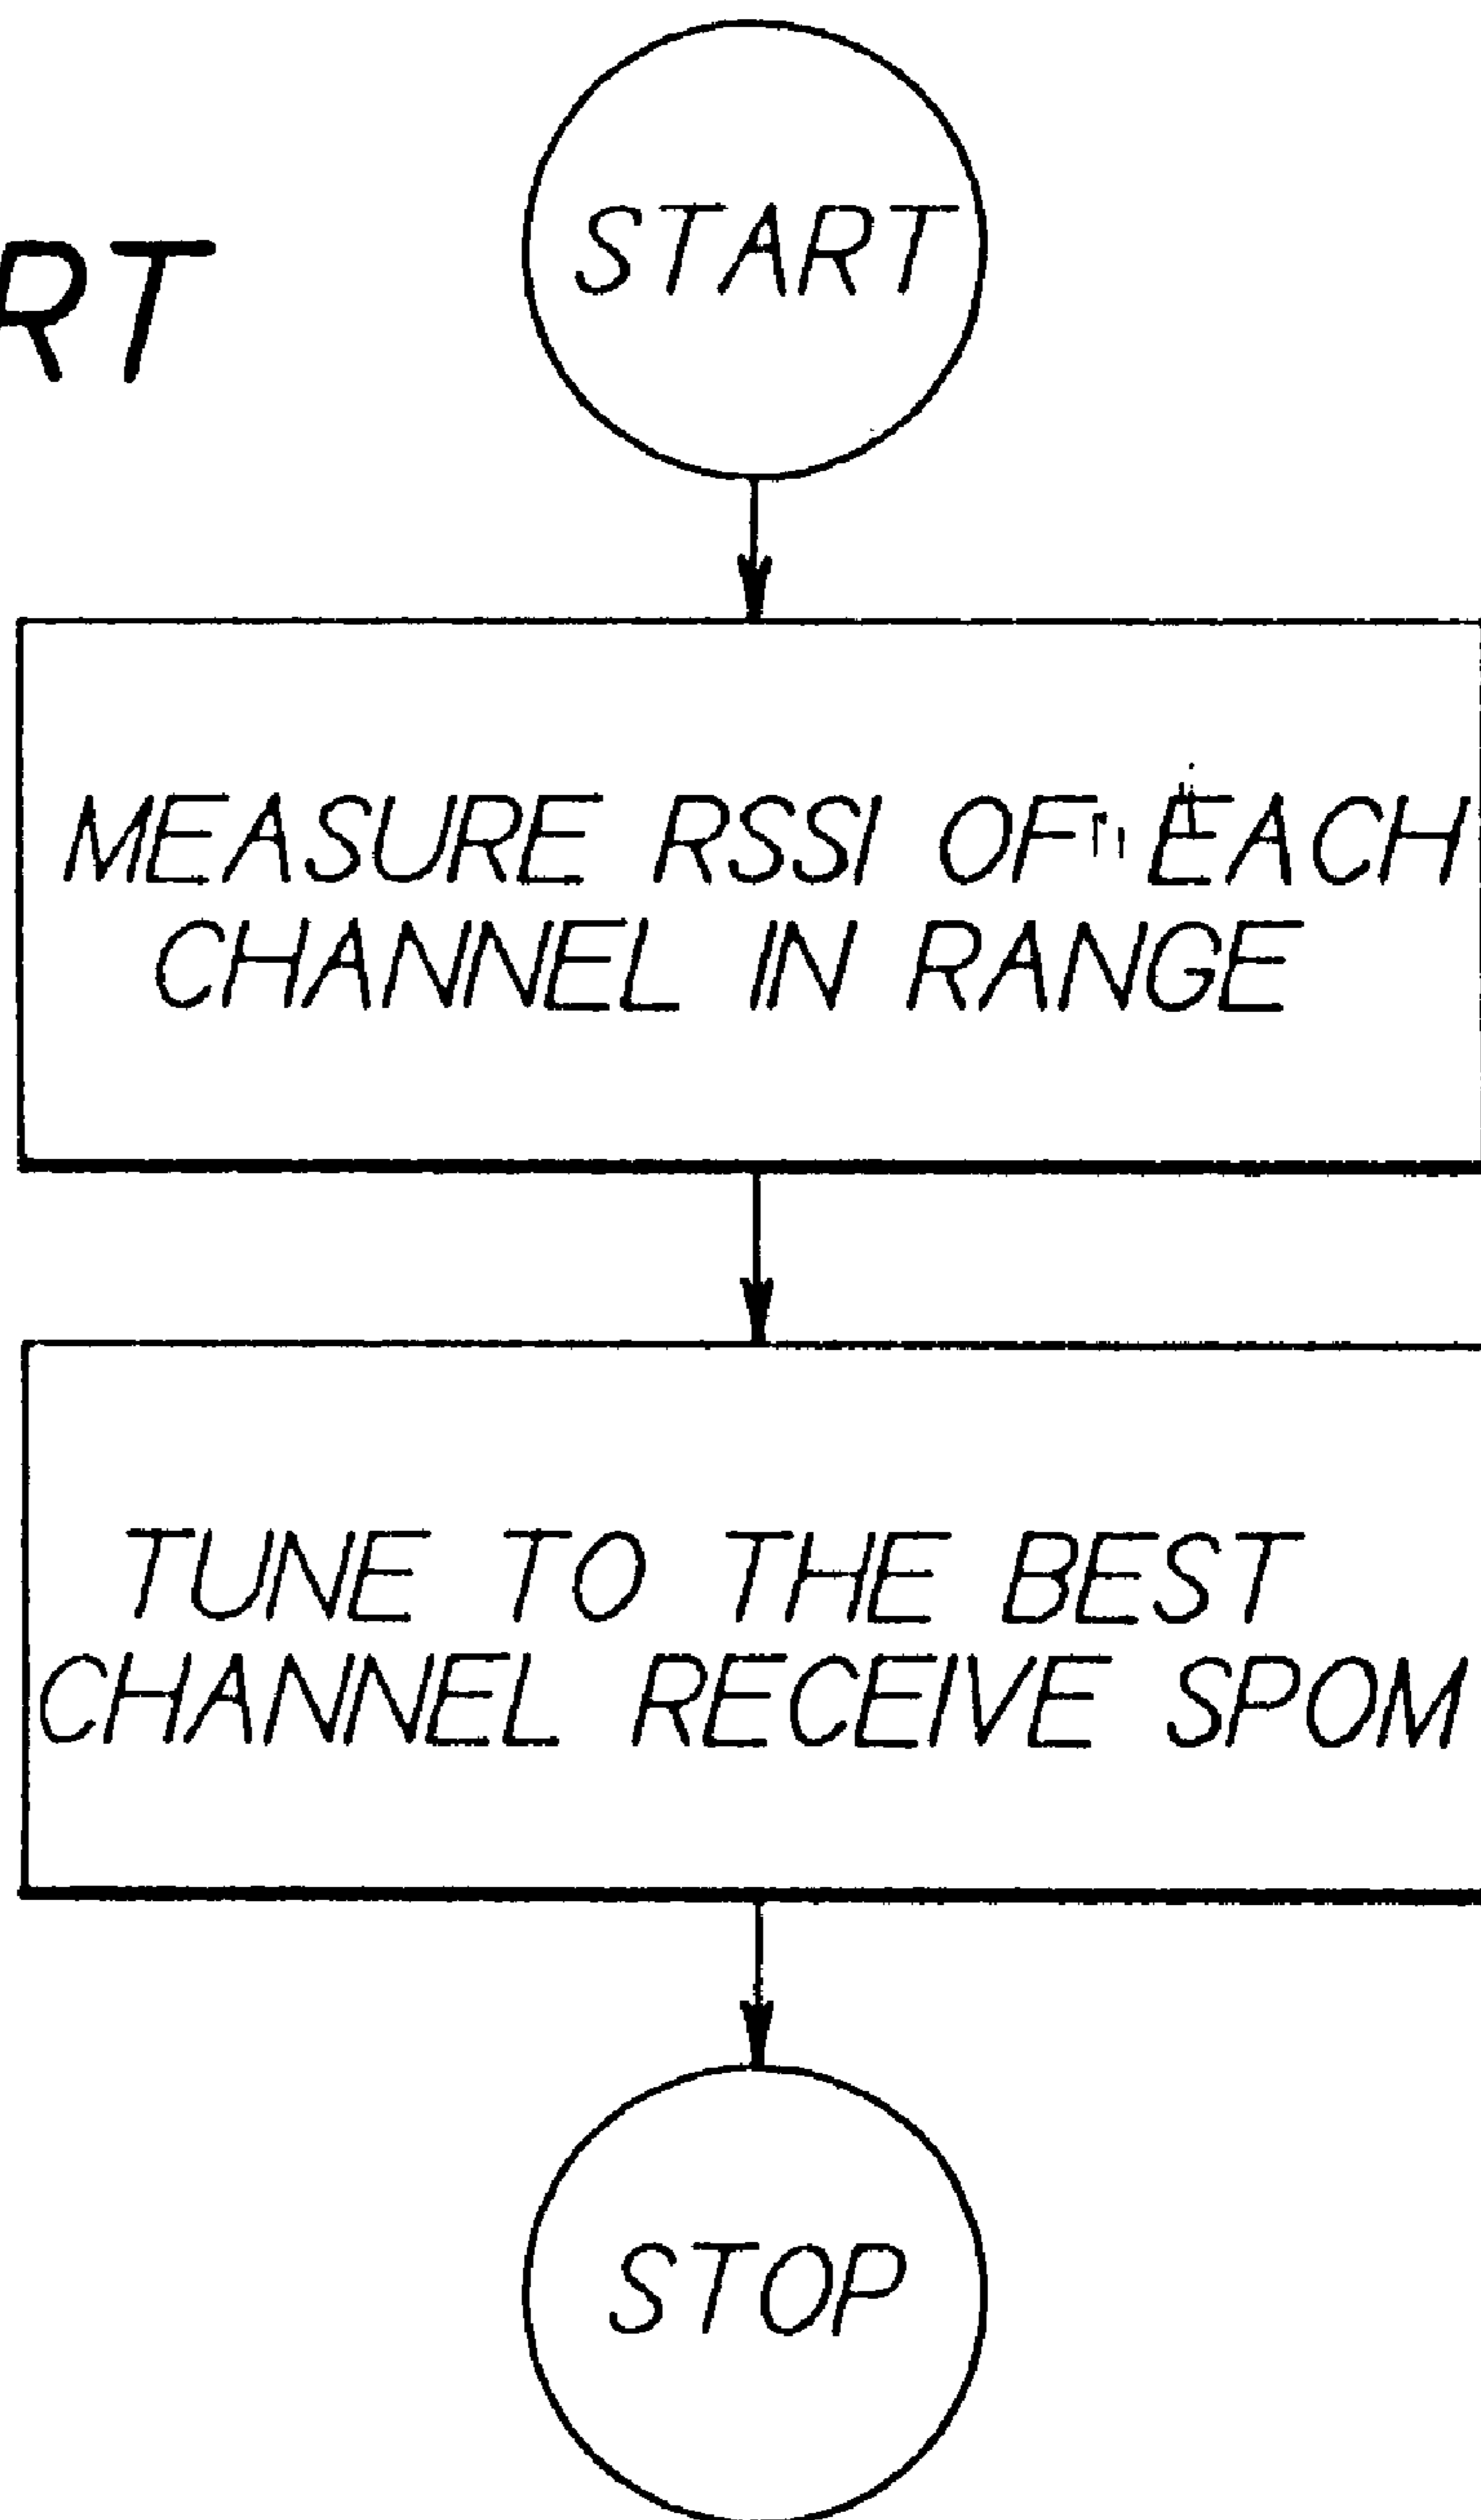 START
RT
MEASURE RSSI OF EACH
CHANNEL IN RANGE
TUNE TO THE BEST
CHANNEL RECEIVE SPOM
STOP